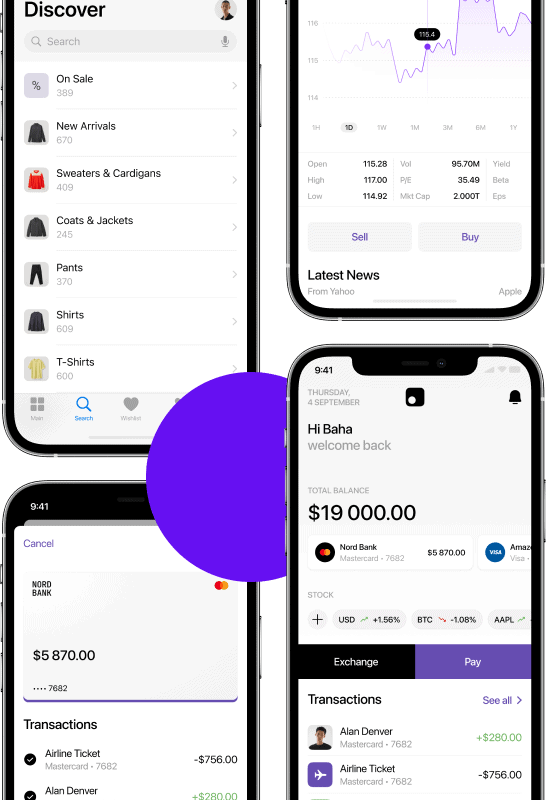 Discover
Search
%
On Sale
389
New Arrivals
670
Sweaters & Cardigans
409
Coats & Jackets
245
Pants
370
Shirts
609
T-Shirts
600
Main
Search
Wishlist
116
115.4
115
114
1H 1D 1W 1M 3M 6M 1Y
Open 115.28 Vol 95.70M Yield
High 117.00 P/E 35.49 Beta
Low 114.92 Mkt Cap 2.000T Eps
Sell Buy
Latest News
From Yahoo Apple
9:41
Cancel
NORD
BANK
$5 870.00
•••• 7682
Transactions
Airline Ticket
Mastercard • 7682
-$756.00
Alan Denver
+$280.00
9:41
THURSDAY,
4 SEPTEMBER
Hi Baha
welcome back
TOTAL BALANCE
$19 000.00
Nord Bank
Mastercard • 7682
$5 870.00
VISA
Amaz
Visa •
STOCK
USD +1.56% BTC -1.08% AAPL
Exchange Pay
Transactions See all
Alan Denver
Mastercard • 7682
+$280.00
Airline Ticket
Mastercard • 7682
-$756.00